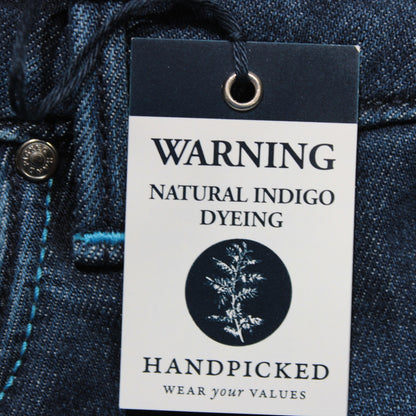 WARNING
NATURAL INDIGO
DYEING
HANDPICKED
WEAR your VALUES